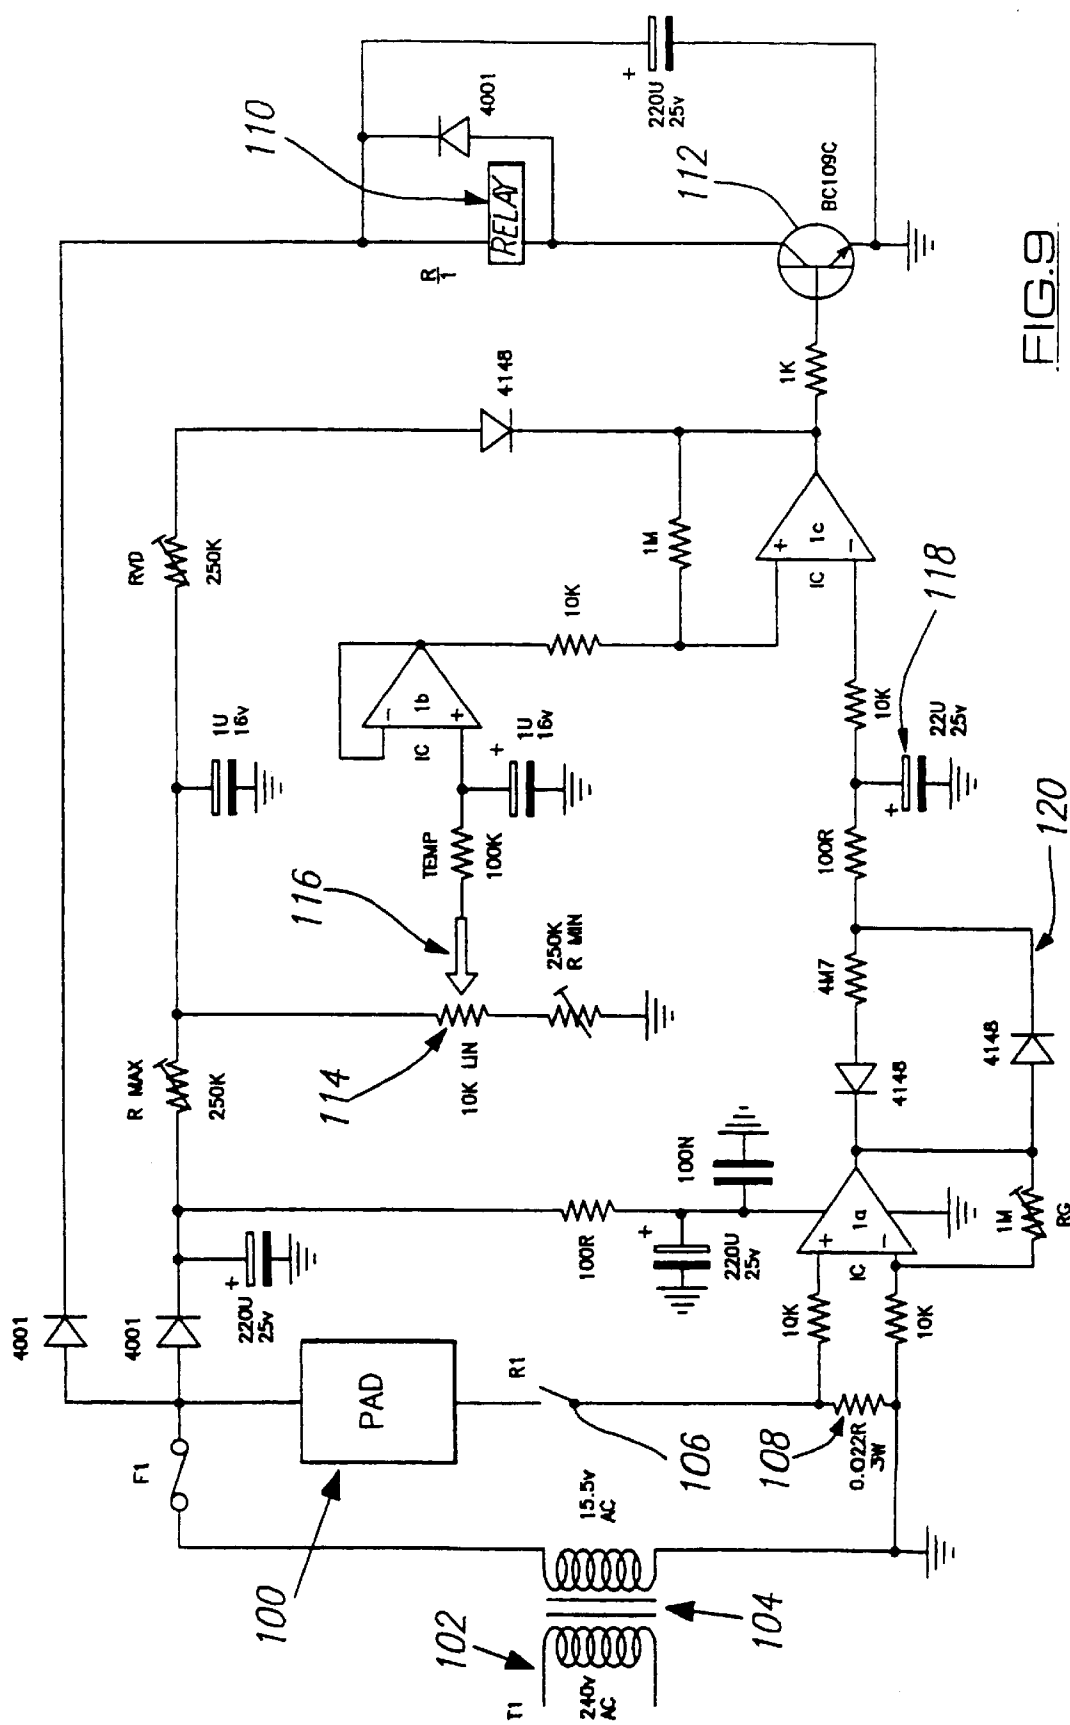 110
4001
+
220U
25v
R/1
RELAY
112
BC109C
FIG.9
4148
1K
RVD
250K
1M
+
-
1c
IC
10K
118
1U
16v
-
+
1b
IC
+
1U
16v
10K
+
22U
25v
TEMP
100K
116
250K
R MIN
100R
120
4M7
R MAX
250K
114
10K LIN
4148
4148
100N
100R
+
220U
25v
+
-
1a
IC
1M
RG
4001
4001
+
220U
25v
10K
10K
PAD
R1
106
108
0.022R
3W
F1
100
15.5v
AC
102
104
T1
240v
AC